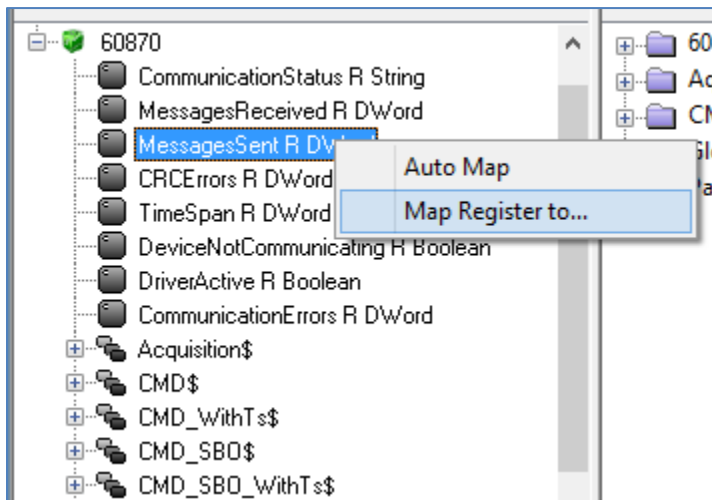 60870
CommunicationStatus R String
MessagesReceived R DWord
MessagesSent R
CRCErrors R DWord
TimeSpan R DWord
DeviceNotCommunicating R Boolean
DriverActive R Boolean
CommunicationErrors R DWord
Acquisition$
CMD$
CMD_WithTs$
CMD_SBO$
CMD_SBO_WithTs$
Auto Map
Map Register to...